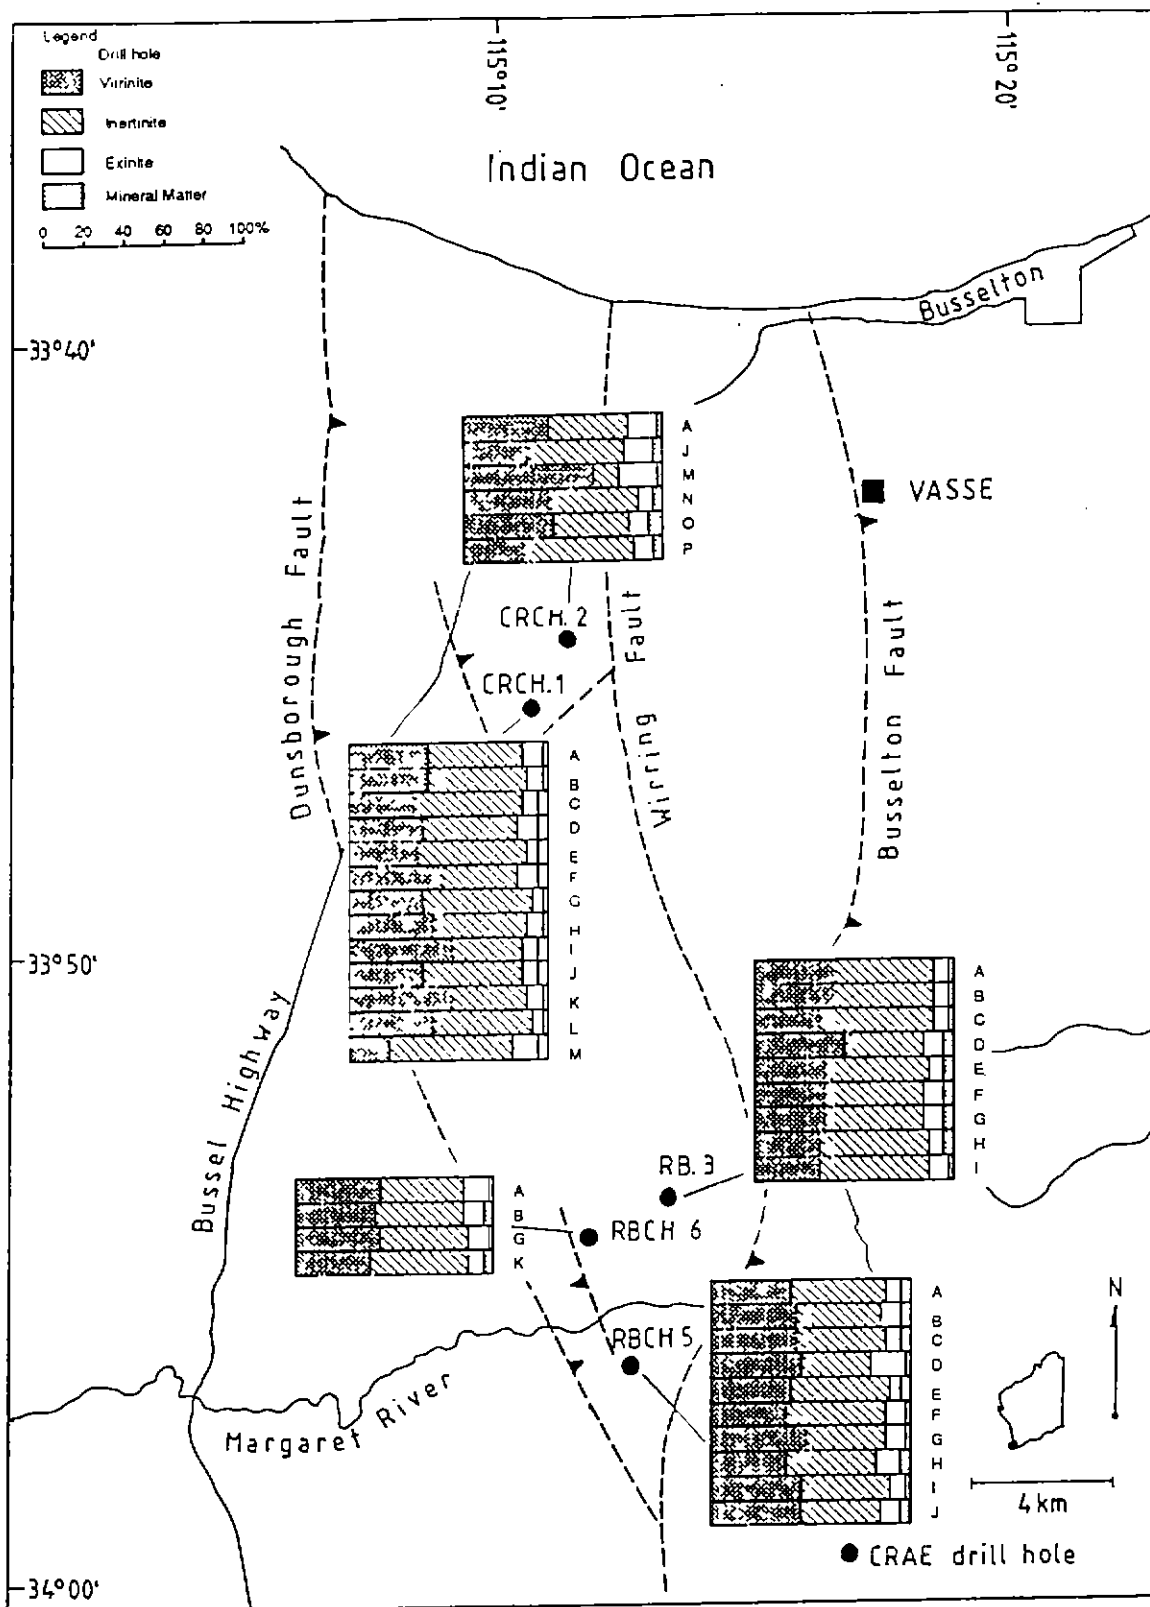 Legend
Drill hole
Vitrinite
Inertinite
Exinite
Mineral Matter
0 20 40 60 80 100%
115°10'
115°20'
Indian Ocean
Busselton
33°40'
A
J
M
N
O
P
VASSE
Dunsborough Fault
CRCH. 2
CRCH. 1
Wirring Fault
Busselton Fault
A
B
C
D
E
F
G
H
I
J
K
L
M
33°50'
Bussel Highway
A
B
C
D
E
F
G
H
I
RB. 3
A
B
G
K
RBCH 6
RBCH 5
Margaret River
A
B
C
D
E
F
G
H
I
J
N
4 km
CRAE drill hole
34°00'